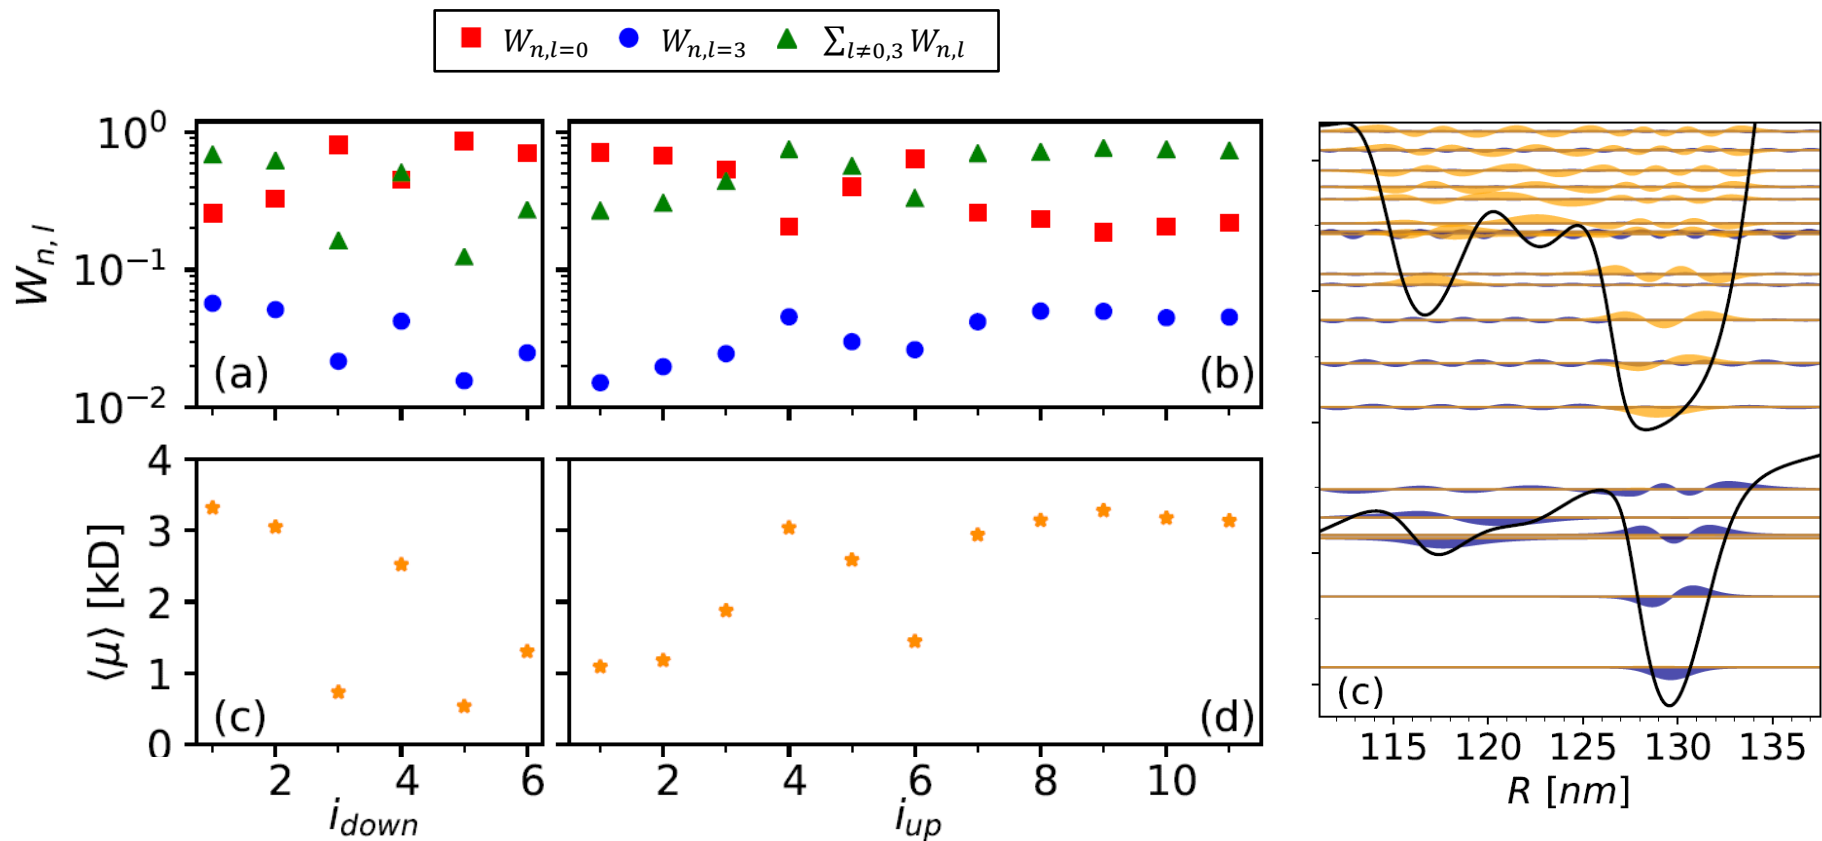 W_{n,l=0} W_{n,l=3} ∑_{l≠0,3} W_{n,l}
10^0
10^{-1}
10^{-2}
W_{n,l}
(a)
(b)
4
3
2
1
0
⟨μ⟩ [kD]
(c)
(d)
2 4 6
i_{down}
2 4 6 8 10
i_{up}
(c)
115 120 125 130 135
R [nm]